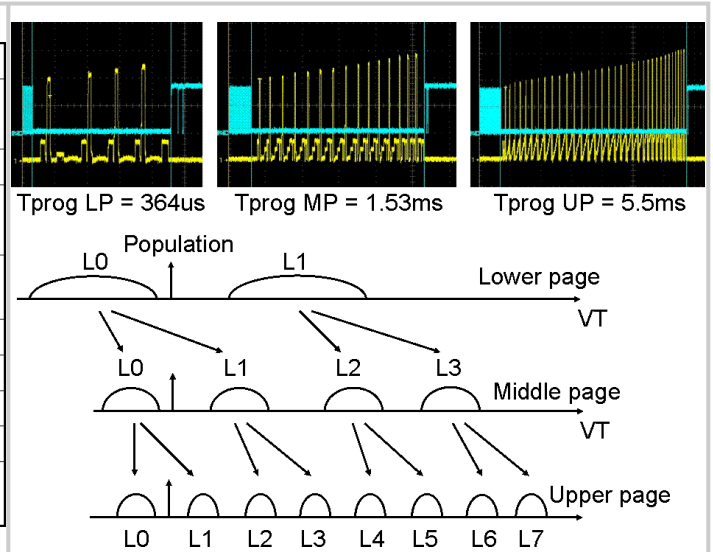 Tprog LP = 364us
Tprog MP = 1.53ms
Tprog UP = 5.5ms
Population
L0
L1
Lower page
VT
L0
L1
L2
L3
Middle page
VT
Upper page
L0
L1
L2
L3
L4
L5
L6
L7